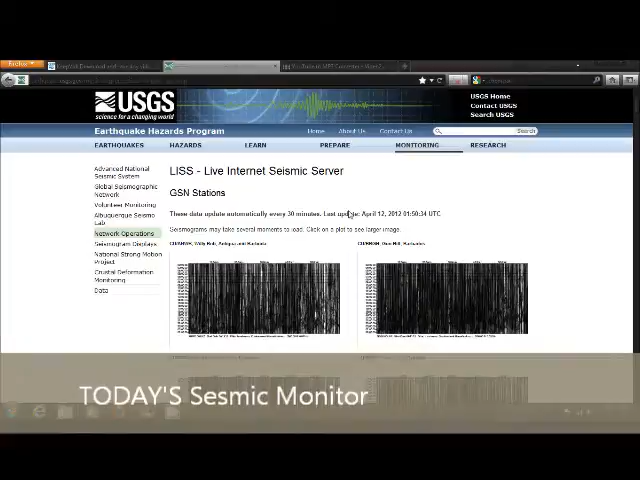 Firefox
USGS
science for a changing world
USGS Home
Contact USGS
Search USGS
Earthquake Hazards Program
Home About Us Contact Us Search
EARTHQUAKES HAZARDS LEARN PREPARE MONITORING RESEARCH
Advanced National
Seismic System
Global Seismographic
Network
Volunteer Monitoring
Albuquerque Seismo
Lab
Network Operations
Seismogram Displays
National Strong Motion
Project
Crustal Deformation
Monitoring
Data
LISS - Live Internet Seismic Server
GSN Stations
These data update automatically every 30 minutes. Last update: April 12, 2012 01:50:34 UTC
Seismograms may take several moments to load. Click on a plot to see larger image.
TODAY'S Sesmic Monitor